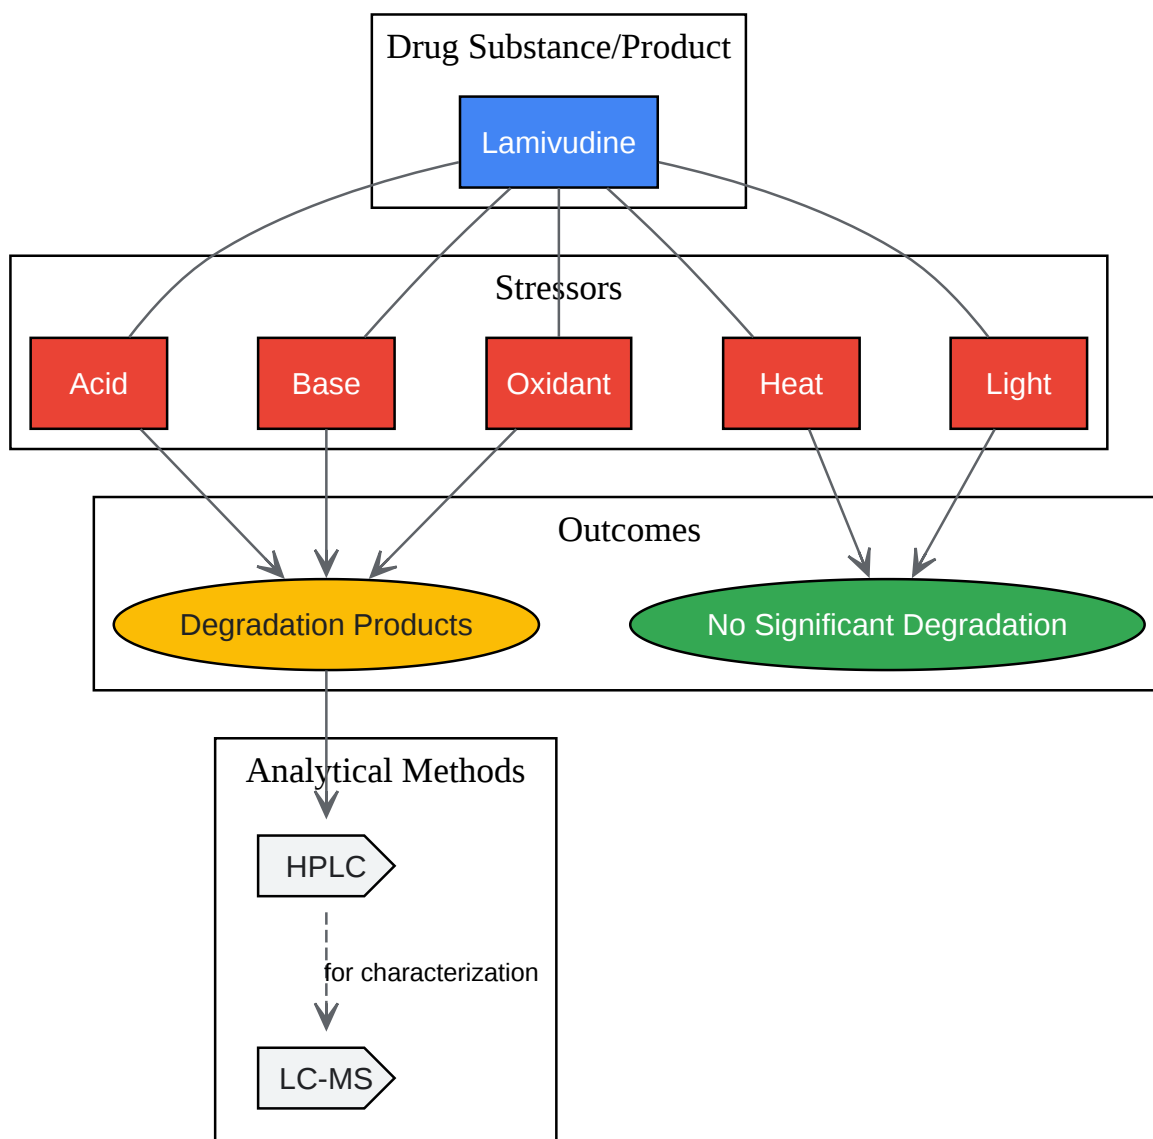 Drug Substance/Product
Lamivudine
Stressors
Acid
Base
Oxidant
Heat
Light
Outcomes
Degradation Products
No Significant Degradation
Analytical Methods
HPLC
for characterization
LC-MS